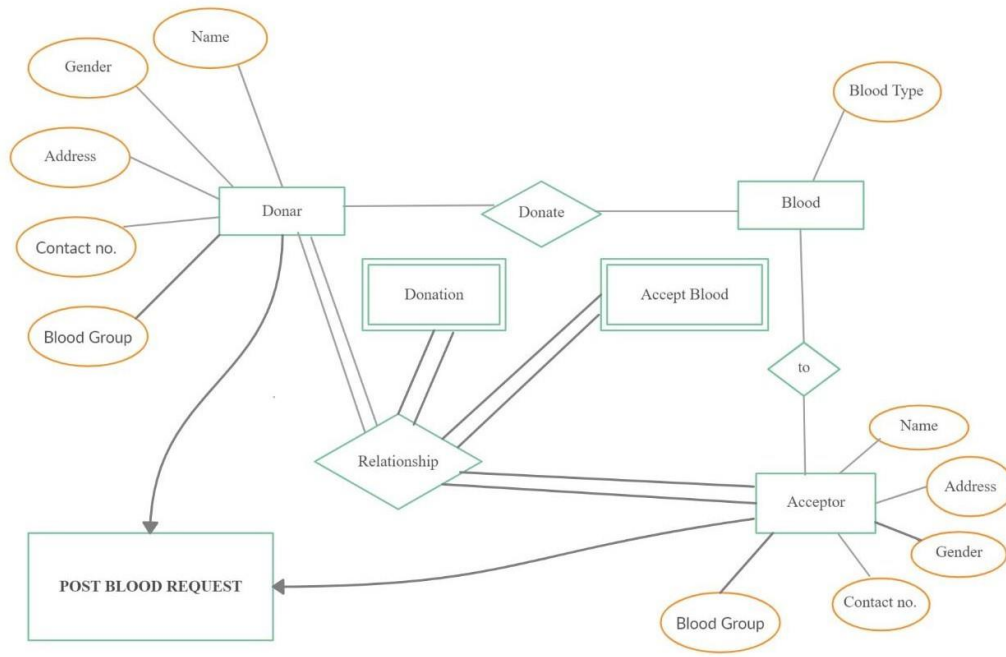 Name
Gender
Blood Type
Address
Donar
Donate
Blood
Contact no.
Donation
Accept Blood
Blood Group
to
Name
Relationship
Address
Acceptor
Gender
POST BLOOD REQUEST
Contact no.
Blood Group